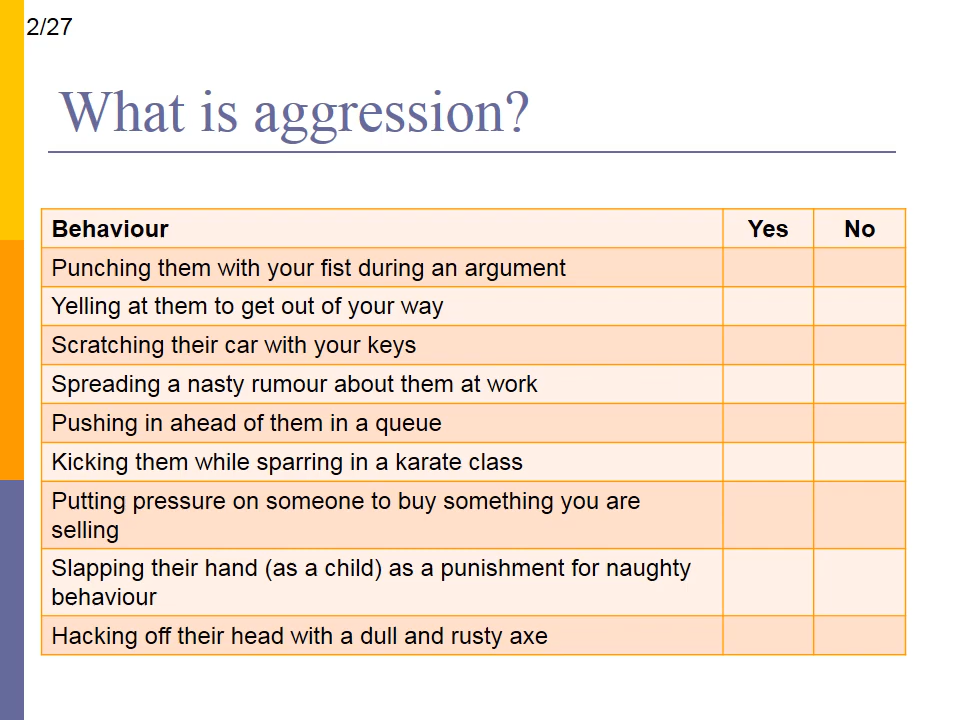 2/27
What is aggression?
Behaviour Yes No
Punching them with your fist during an argument
Yelling at them to get out of your way
Scratching their car with your keys
Spreading a nasty rumour about them at work
Pushing in ahead of them in a queue
Kicking them while sparring in a karate class
Putting pressure on someone to buy something you are
selling
Slapping their hand (as a child) as a punishment for naughty
behaviour
Hacking off their head with a dull and rusty axe